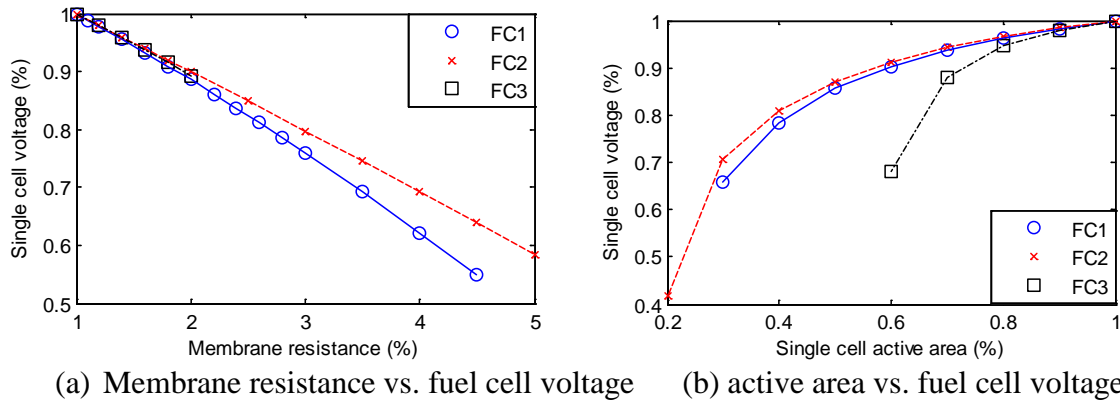 1
0.9
0.8
0.7
0.6
0.5
Single cell voltage (%)
1
2
3
4
5
Membrane resistance (%)
FC1
FC2
FC3
(a) Membrane resistance vs. fuel cell voltage
1
0.9
0.8
0.7
0.6
0.5
0.4
Single cell voltage (%)
0.2
0.4
0.6
0.8
1
Single cell active area (%)
FC1
FC2
FC3
(b) active area vs. fuel cell voltage